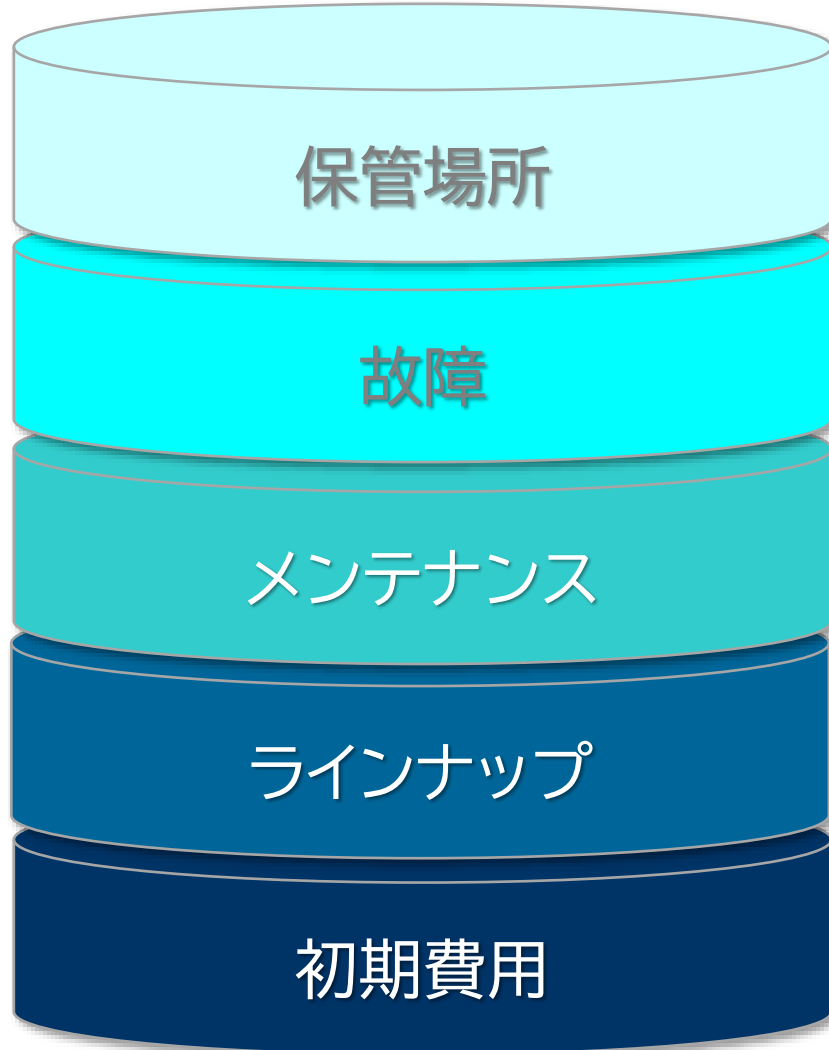 保管場所
故障
メンテナンス
ラインナップ
初期費用